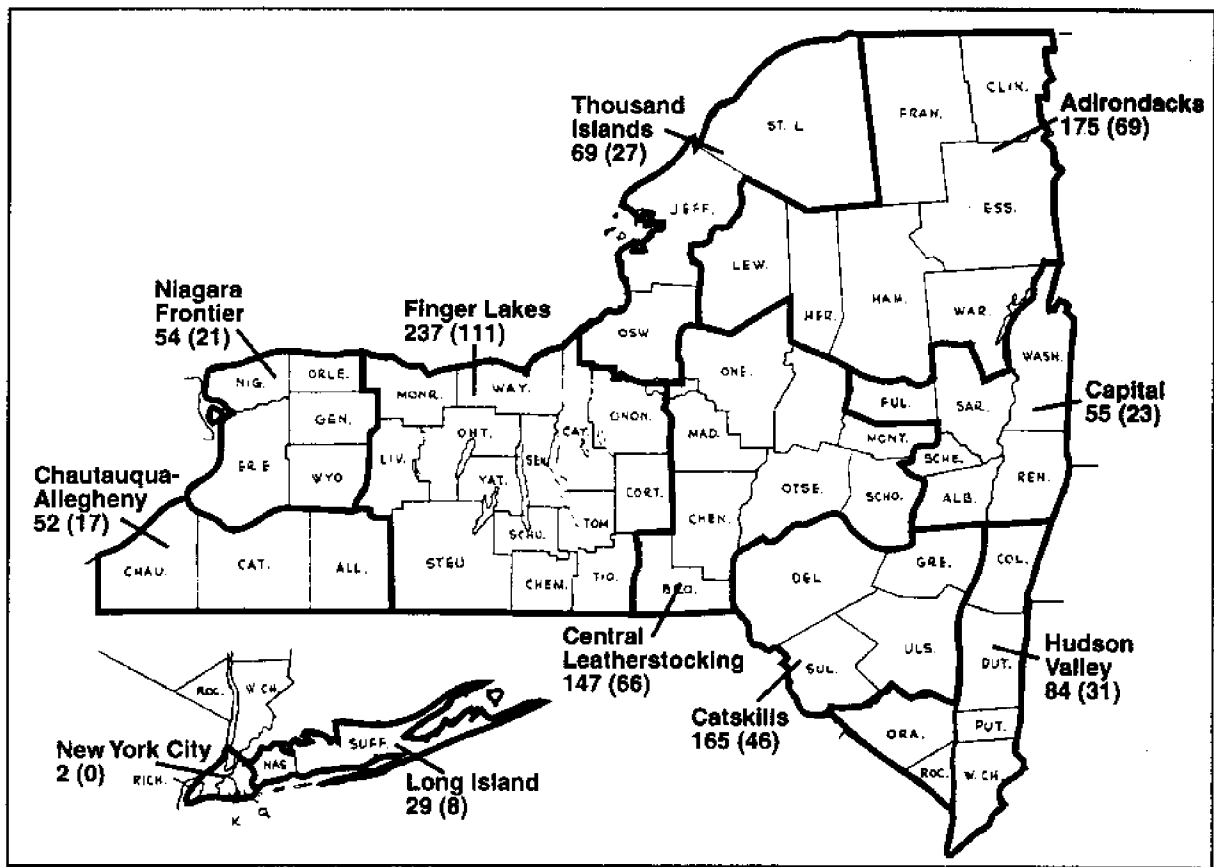 Thousand
Islands
69 (27)
Adirondacks
175 (69)
Niagara
Frontier
54 (21)
Finger Lakes
237 (111)
Capital
55 (23)
Chautauqua-
Allegheny
52 (17)
Central
Leatherstocking
147 (66)
Catskills
165 (46)
Hudson
Valley
84 (31)
New York City
2 (0)
Long Island
29 (8)
ST. L
FRAN.
CLIN.
JEFF.
ESS.
LEW.
HER.
HAM.
WAR.
WASH.
OSW.
ONE.
NIG.
ORLE.
MONR.
WAY.
GEN.
ONT.
CAT.
ONON.
MAD.
FUL.
SAR.
MONT.
ERIE
WYO
LIV.
YAT.
SEN.
CORT.
CHEN.
OTSE.
SCHO.
SCHE.
ALB.
REN.
TOM
SCHU.
CHAU.
CAT.
ALL.
STEU
CHEM.
TIO.
BRO.
DEL
GRE.
COL.
ULS.
SUL.
DUT.
ORA.
PUT.
ROC.
W.CH.
ROC.
W.CH.
SUFF.
NAS
RICH.
K
Q